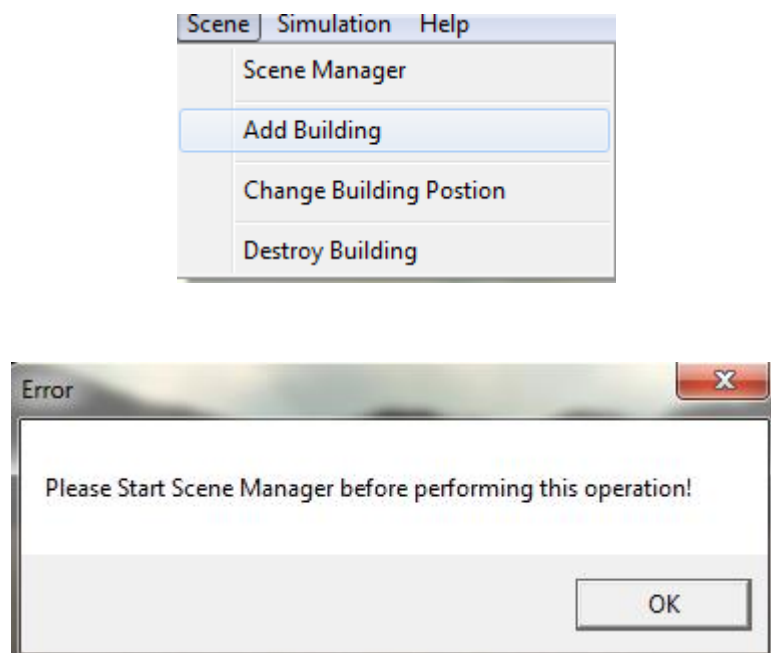 Scene Simulation Help
Scene Manager
Add Building
Change Building Postion
Destroy Building
Error
Please Start Scene Manager before performing this operation!
OK